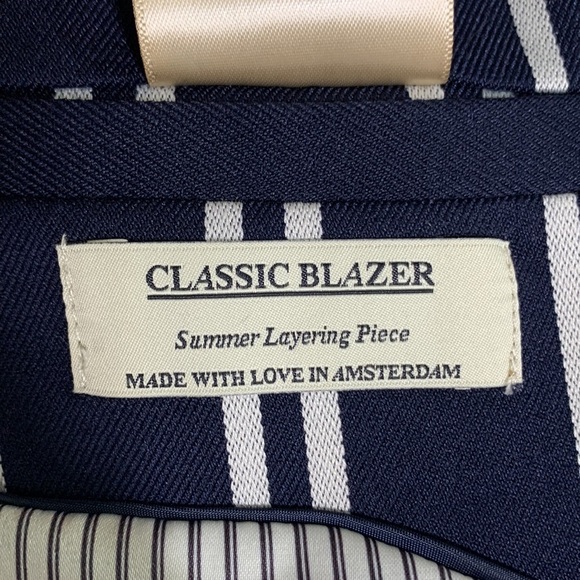 CLASSIC BLAZER
Summer Layering Piece
MADE WITH LOVE IN AMSTERDAM